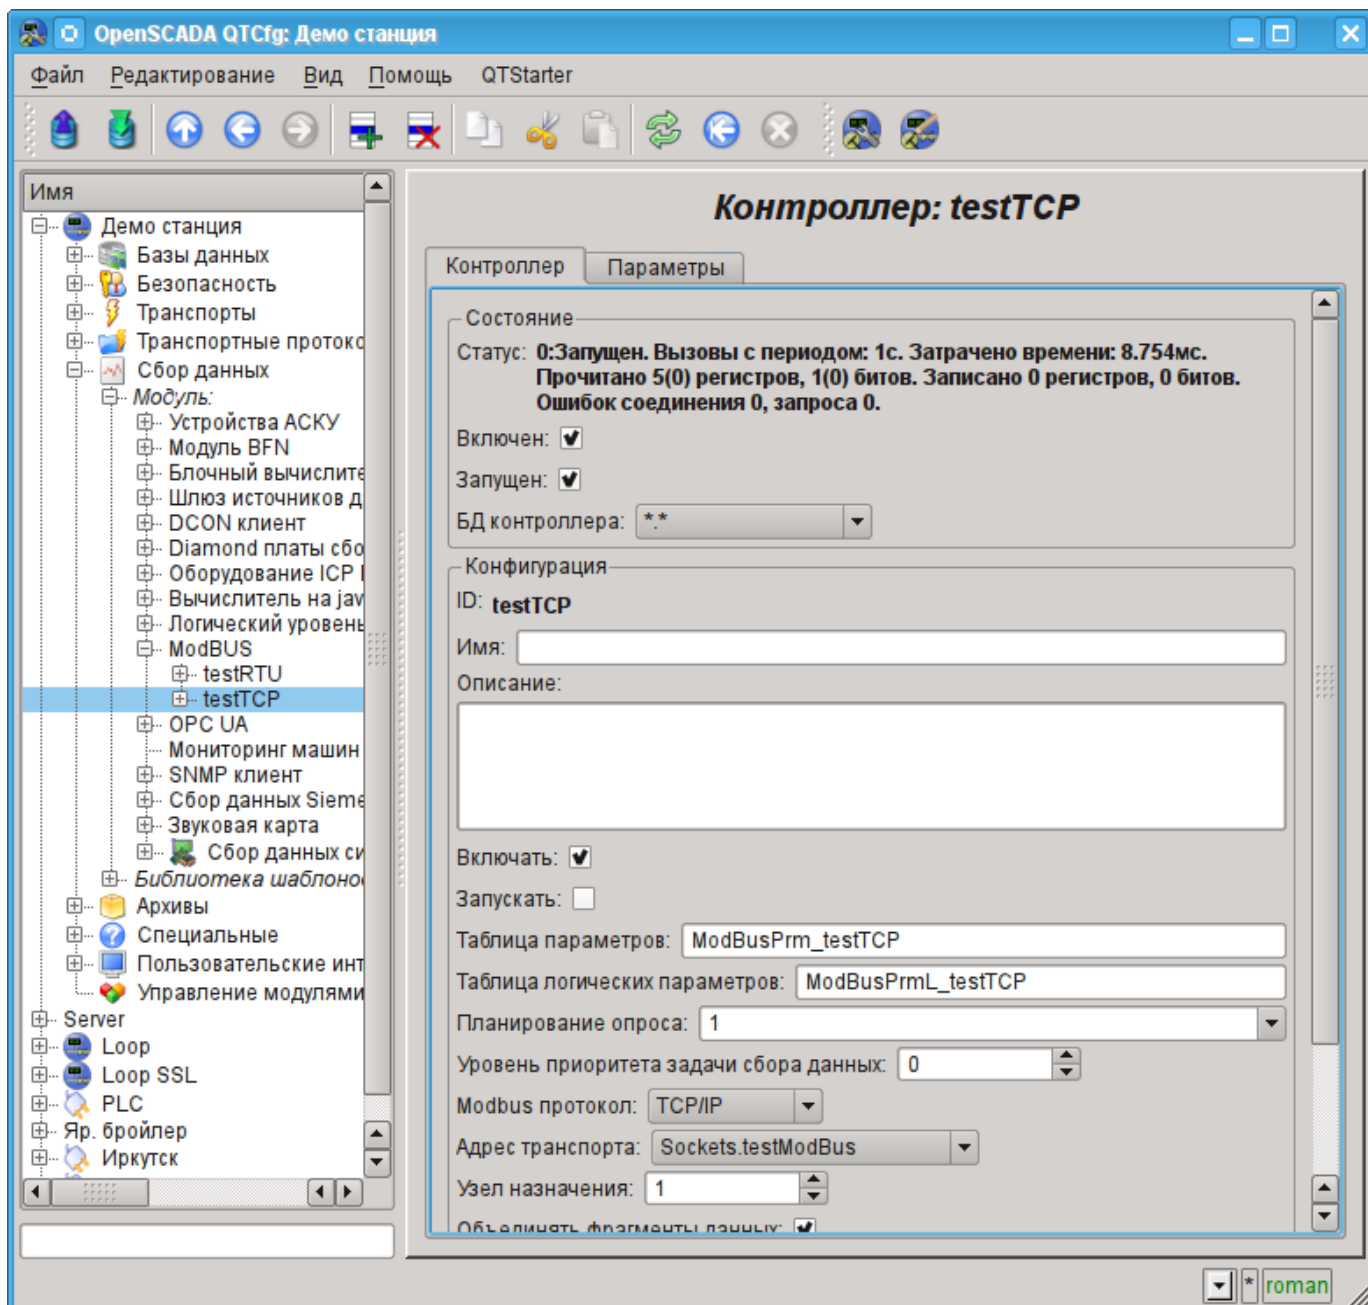 OpenSCADA QTCfg: Демо станция
Файл Редактирование Вид Помощь QTStarter
Имя
Демо станция
Базы данных
Безопасность
Транспорты
Транспортные протоко
Сбор данных
Модуль:
Устройства АСКУ
Модуль BFN
Блочный вычислите
Шлюз источников д
DCON клиент
Diamond платы сбо
Оборудование ICP
Вычислитель на jav
Логический уровень
ModBUS
testRTU
testTCP
OPC UA
Мониторинг машин
SNMP клиент
Сбор данных Sieme
Звуковая карта
Сбор данных си
Библиотека шаблонов
Архивы
Специальные
Пользовательские инт
Управление модулями
Server
Loop
Loop SSL
PLC
Яр. бройлер
Иркутск
Контроллер: testTCP
Контроллер Параметры
Состояние
Статус: 0:Запущен. Вызовы с периодом: 1с. Затрачено времени: 8.754мс.
Прочитано 5(0) регистров, 1(0) битов. Записано 0 регистров, 0 битов.
Ошибок соединения 0, запроса 0.
Включен:
Запущен:
БД контроллера: *.*
Конфигурация
ID: testTCP
Имя:
Описание:
Включать:
Запускать:
Таблица параметров: ModBusPrm_testTCP
Таблица логических параметров: ModBusPrmL_testTCP
Планирование опроса: 1
Уровень приоритета задачи сбора данных: 0
Modbus протокол: TCP/IP
Адрес транспорта: Sockets.testModBus
Узел назначения: 1
Объединять фрагменты данных:
* roman